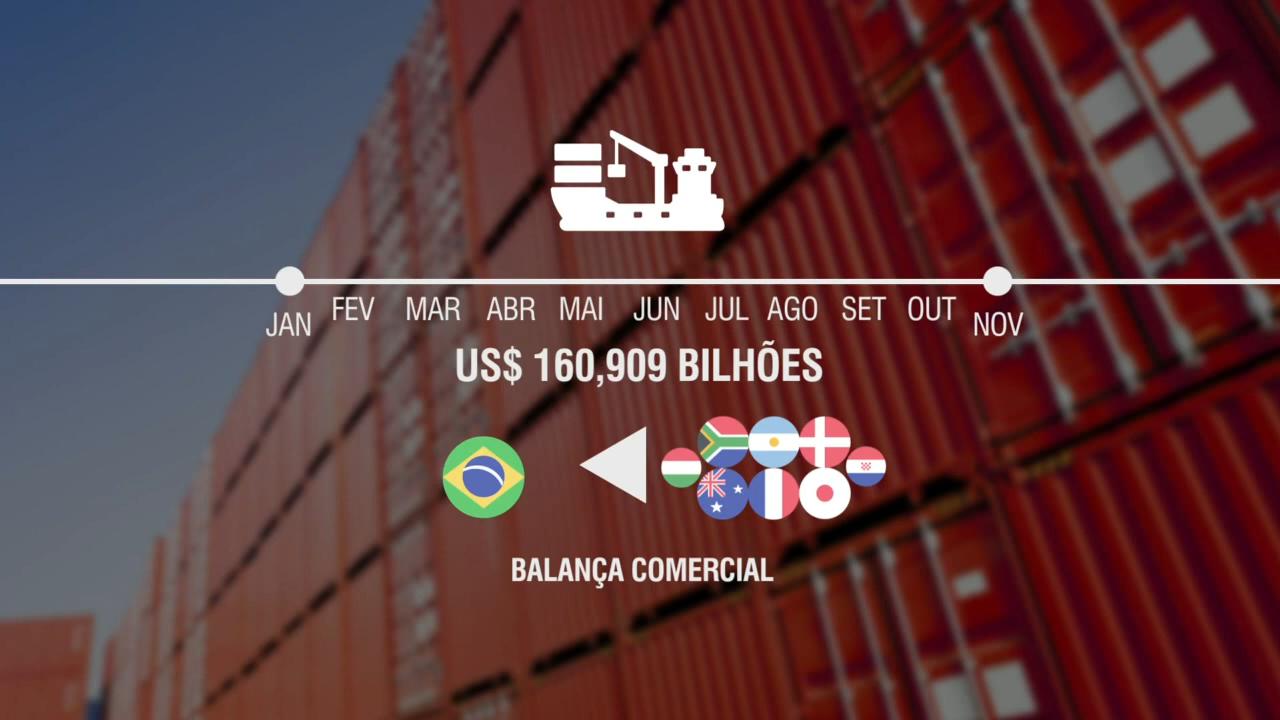 JAN FEV MAR ABR MAI JUN JUL AGO SET OUT NOV
US$ 160,909 BILHÕES
BALANÇA COMERCIAL